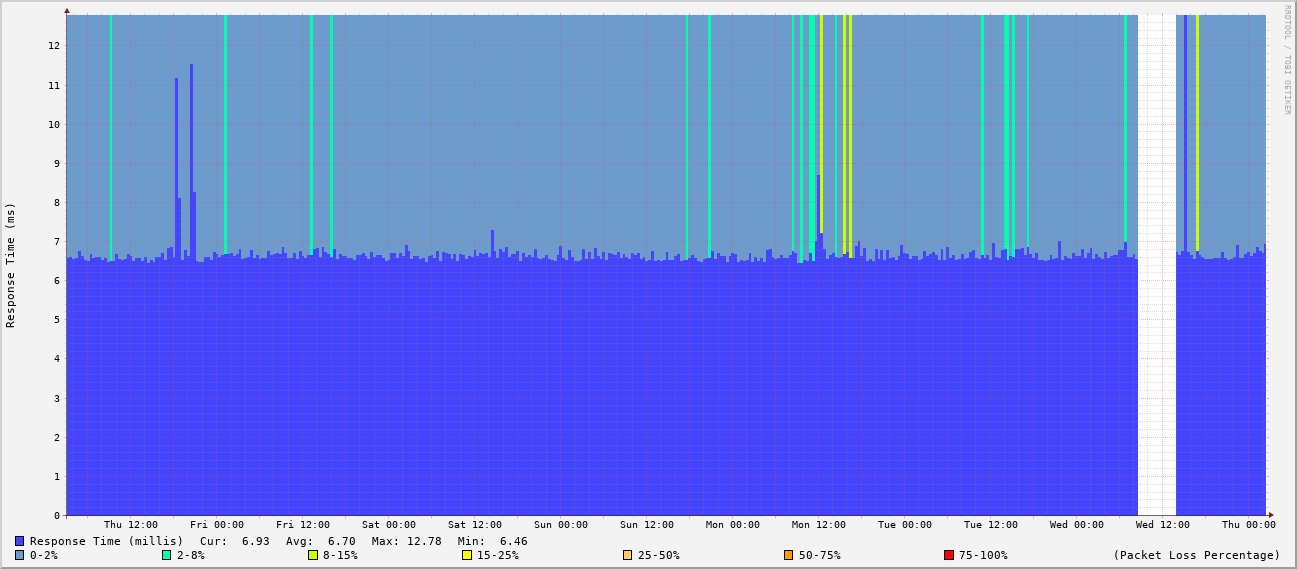 RRDTOOL / TOBI OETIKER
Response Time (ms)
12
11
10
9
8
7
6
5
4
3
2
1
0
Thu 12:00 Fri 00:00 Fri 12:00 Sat 00:00 Sat 12:00 Sun 00:00 Sun 12:00 Mon 00:00 Mon 12:00 Tue 00:00 Tue 12:00 Wed 00:00 Wed 12:00 Thu 00:00
Response Time (millis) Cur: 6.93 Avg: 6.70 Max: 12.78 Min: 6.46
0-2% 2-8% 8-15% 15-25% 25-50% 50-75% 75-100% (Packet Loss Percentage)